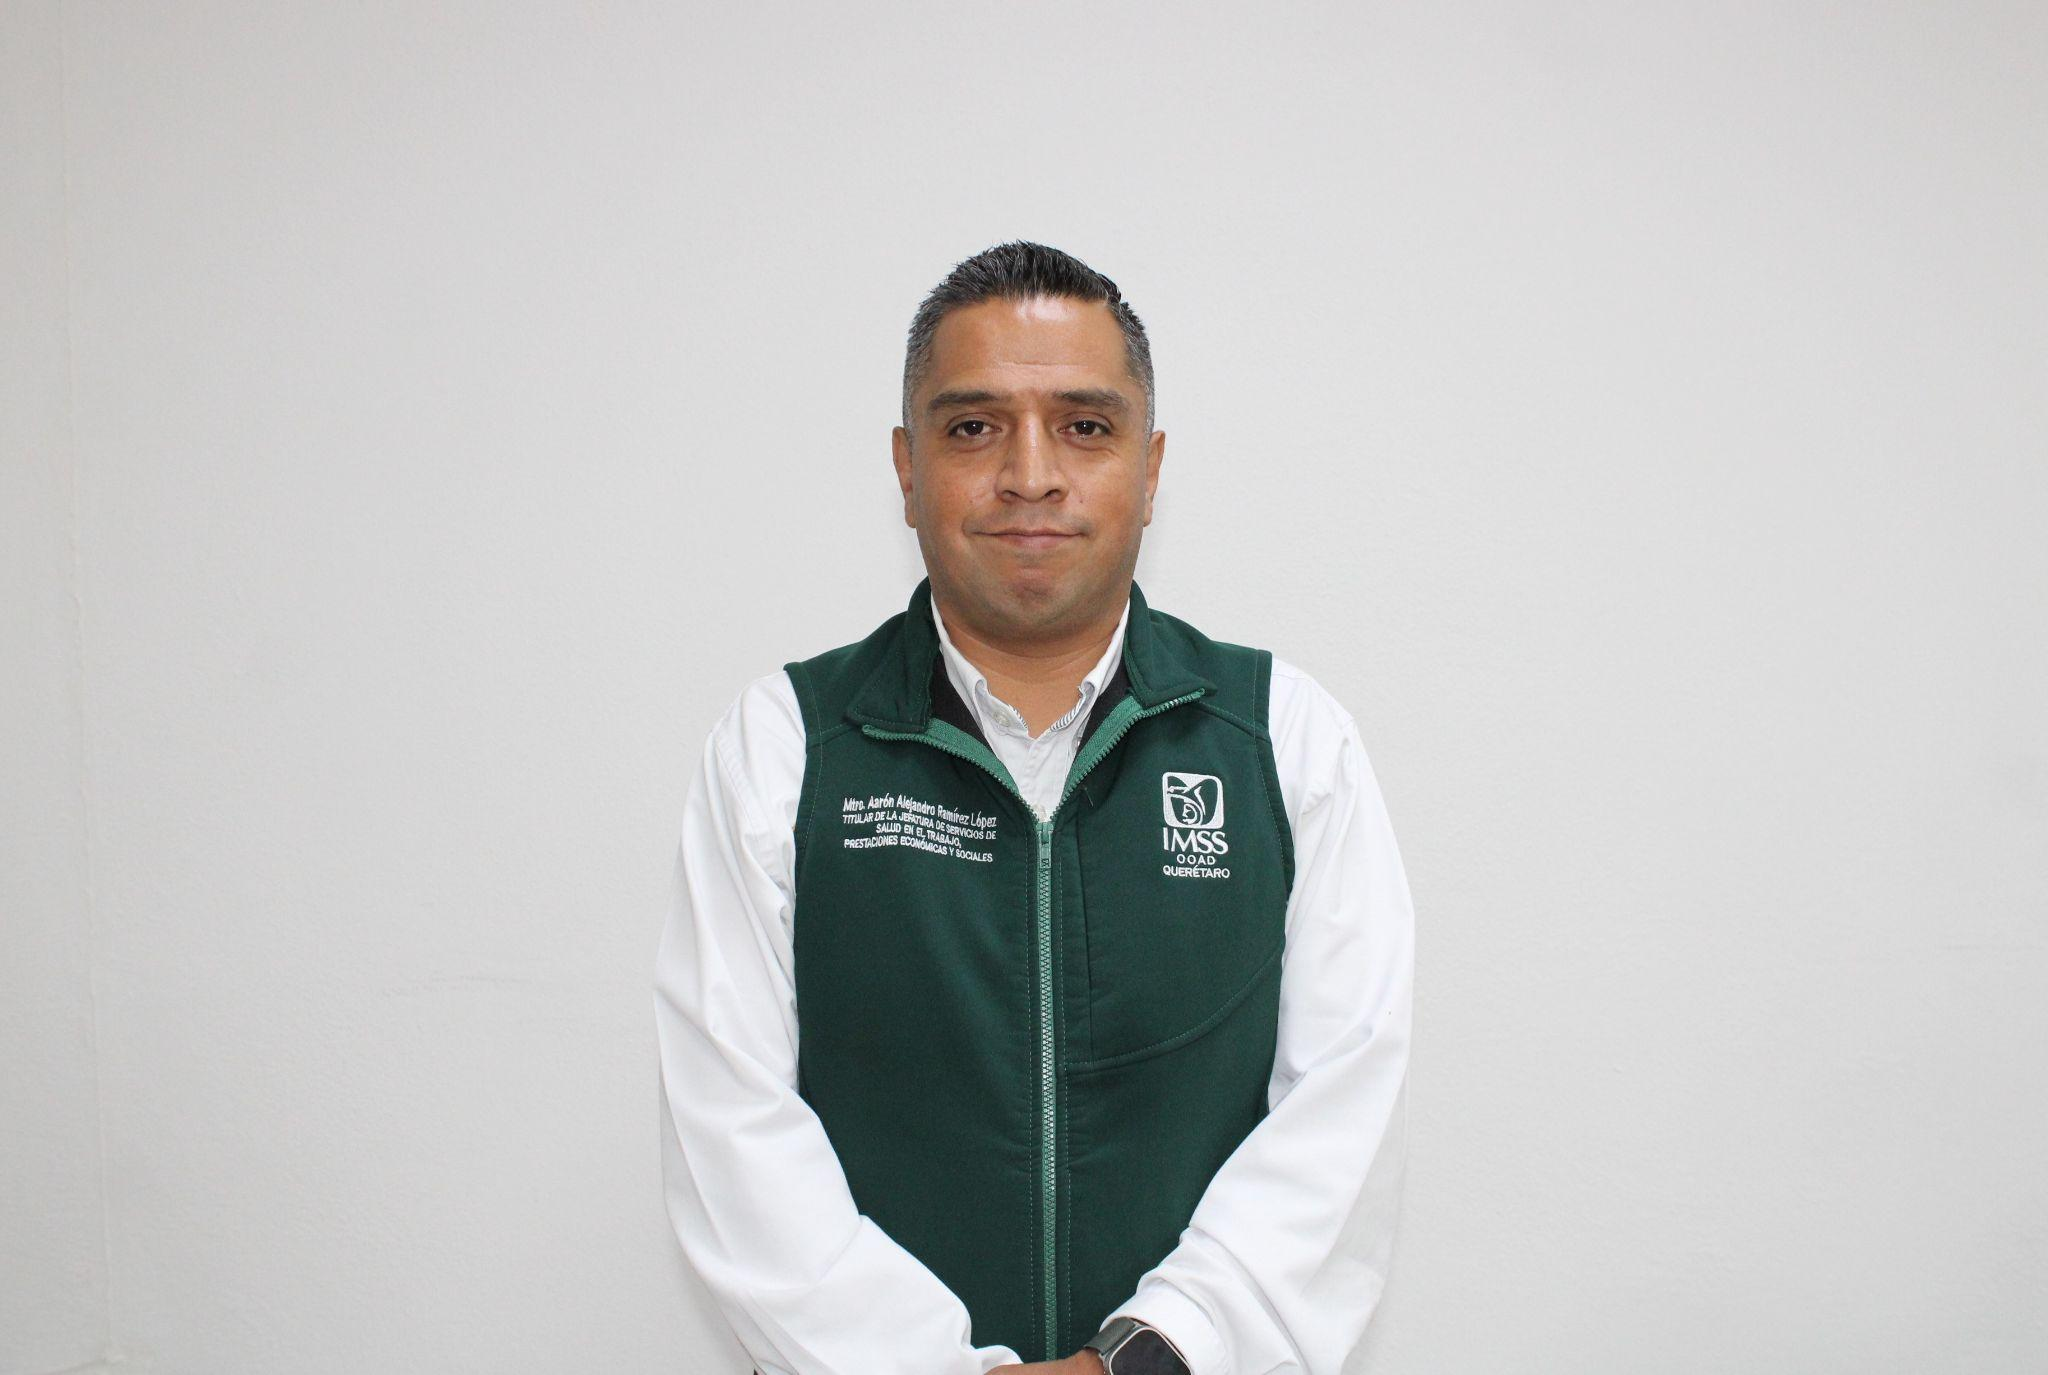 Mtro. Aarón Alejandro Ramírez López
TITULAR DE LA JEFATURA DE SERVICIOS DE
SALUD EN EL TRABAJO,
PRESTACIONES ECONÓMICAS Y SOCIALES
IMSS
OOAD
QUERÉTARO